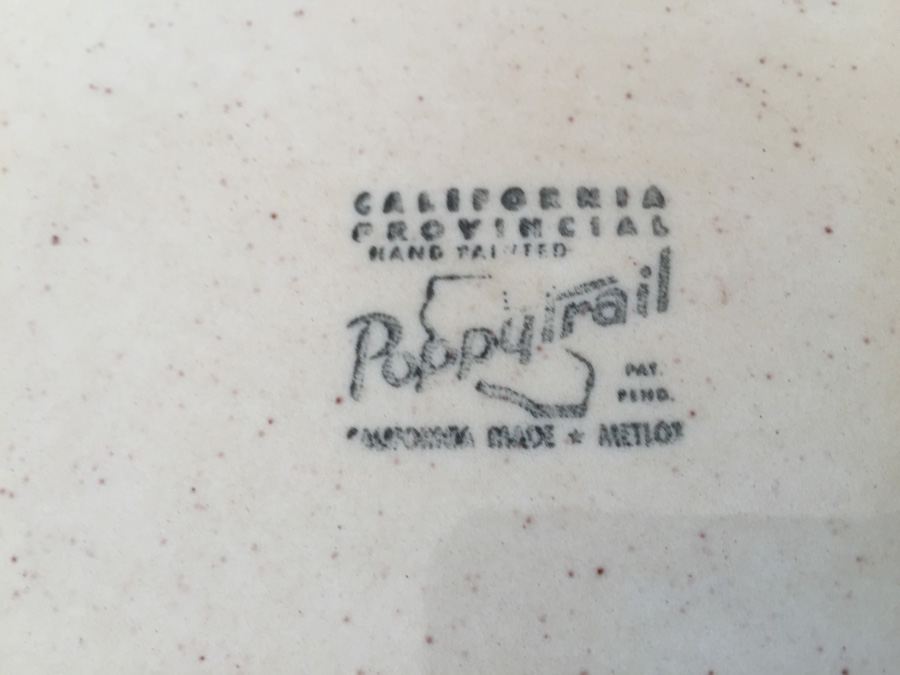 CALIFORNIA
PROVINCIAL
HAND PAINTED
Poppytrail
PAT.
PEND.
CALIFORNIA MADE ★ METLOX